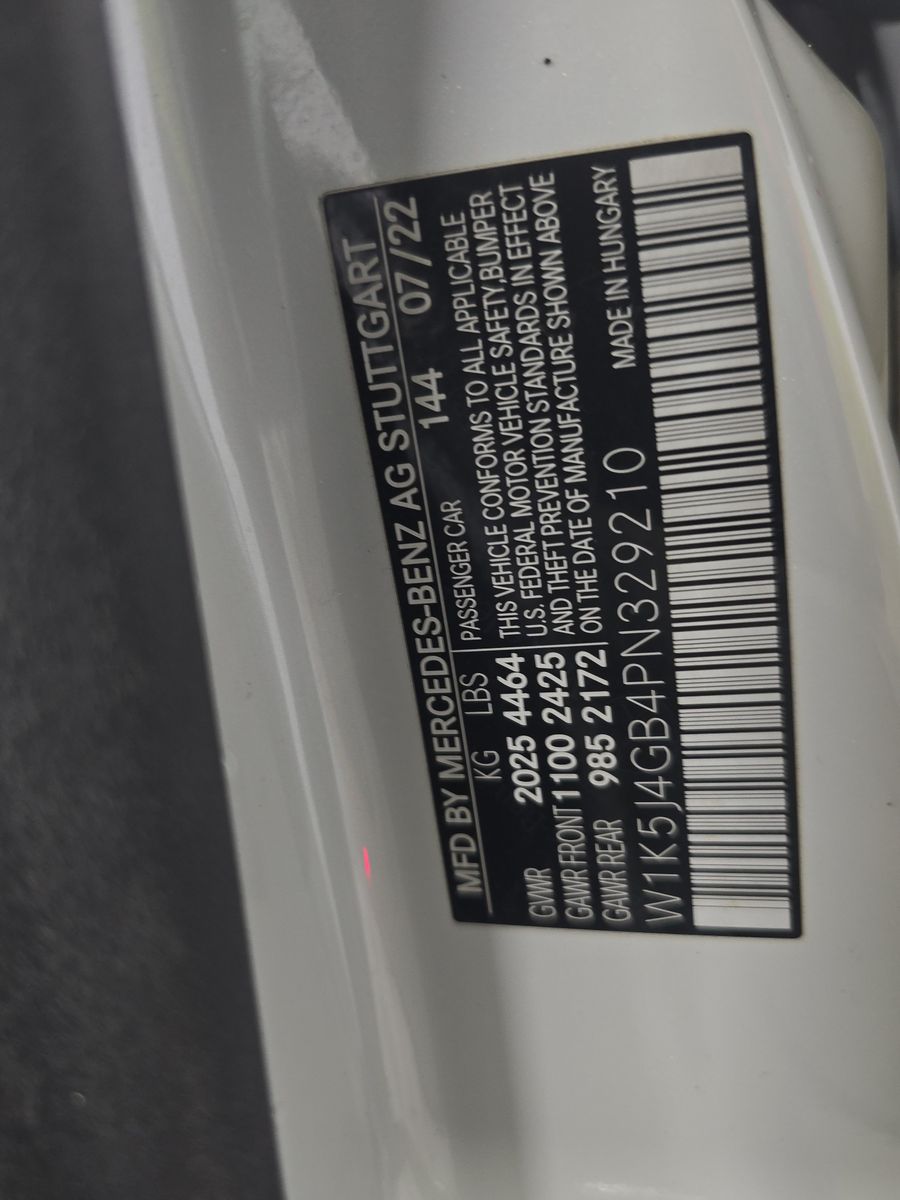 MFD BY MERCEDES-BENZ AG STUTTGART
KG LBS 144 07/22
GVWR 2025 4464
GAWR FRONT 1100 2425
GAWR REAR 985 2172
PASSENGER CAR
THIS VEHICLE CONFORMS TO ALL APPLICABLE
U.S. FEDERAL MOTOR VEHICLE SAFETY,BUMPER
AND THEFT PREVENTION STANDARDS IN EFFECT
ON THE DATE OF MANUFACTURE SHOWN ABOVE
MADE IN HUNGARY
W1K5J4GB4PN329210